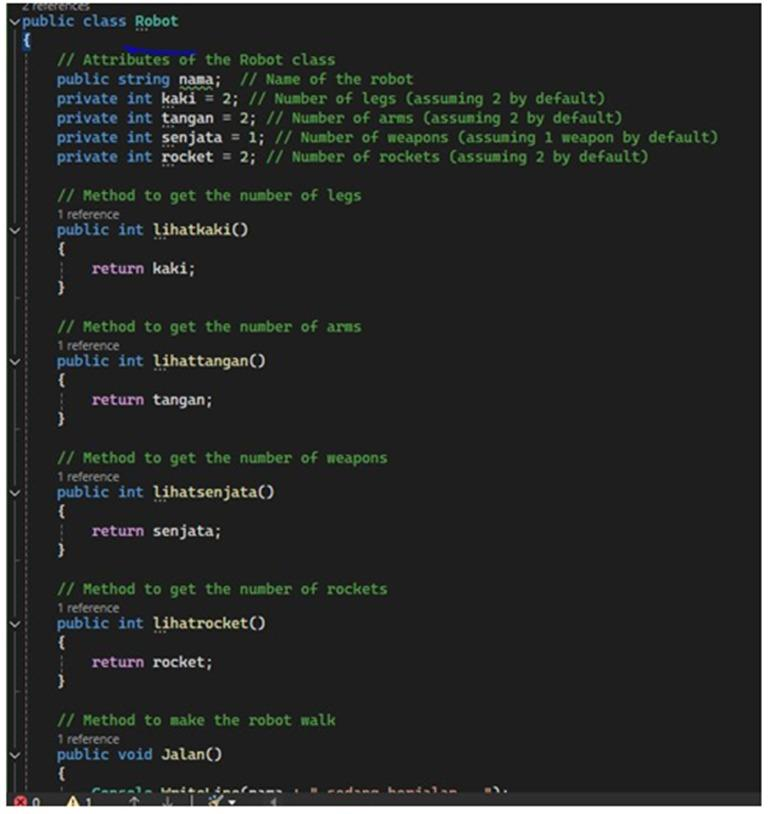 2 references
public class Robot
{
// Attributes of the Robot class
public string nama; // Name of the robot
private int kaki = 2; // Number of legs (assuming 2 by default)
private int tangan = 2; // Number of arms (assuming 2 by default)
private int senjata = 1; // Number of weapons (assuming 1 weapon by default)
private int rocket = 2; // Number of rockets (assuming 2 by default)
// Method to get the number of legs
1 reference
public int lihatkaki()
{
return kaki;
}
// Method to get the number of arms
1 reference
public int lihattangan()
{
return tangan;
}
// Method to get the number of weapons
1 reference
public int lihatsenjata()
{
return senjata;
}
// Method to get the number of rockets
1 reference
public int lihatrocket()
{
return rocket;
}
// Method to make the robot walk
1 reference
public void Jalan()
{
Console.WriteLine(nama + " sedang berjalan
0 1